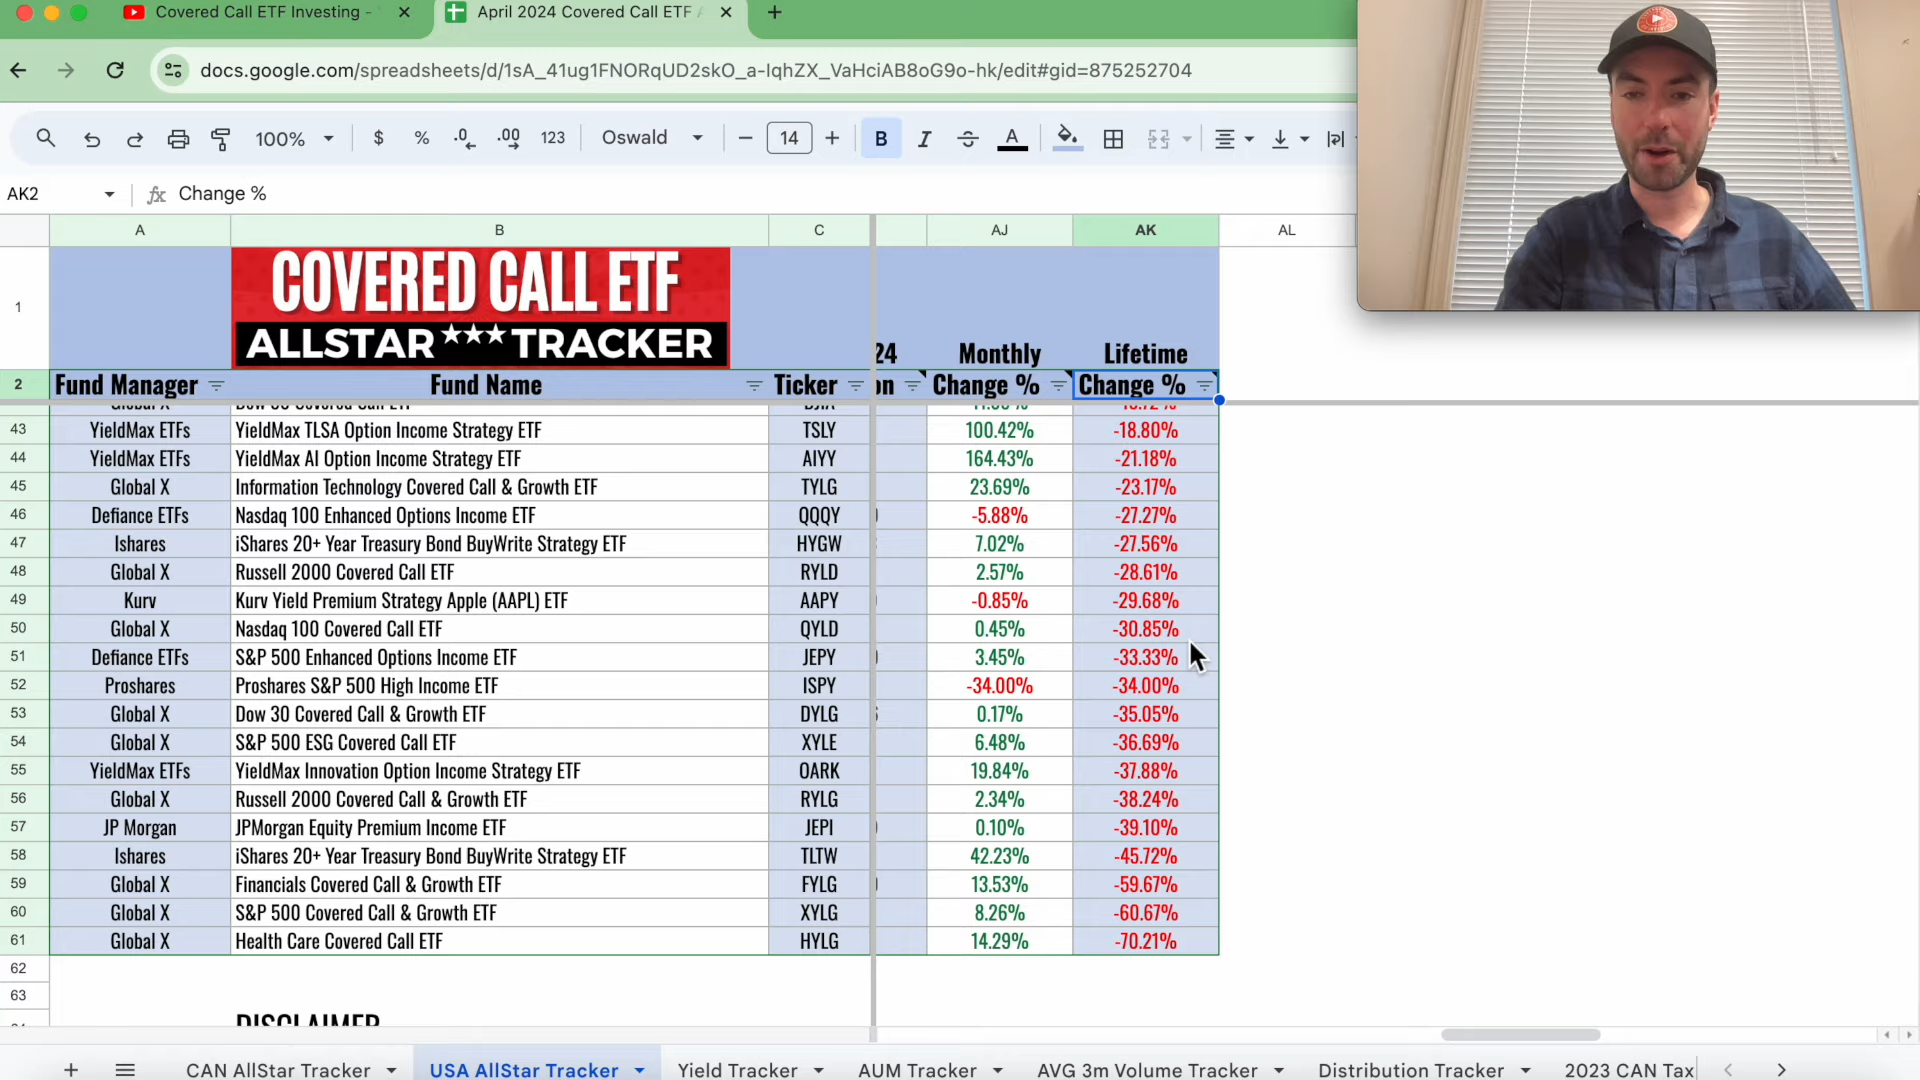 Covered Call ETF Investing -
April 2024 Covered Call ETF
docs.google.com/spreadsheets/d/1sA_41ug1FNORqUD2skO_a-IqhZX_VaHciAB8oG9o-hk/edit#gid=875252704
100% $ % .0 .00 123 Oswald 14 B I A
AK2 fx Change %
A B C AJ AK AL
1 COVERED CALL ETF
ALLSTAR ★★★ TRACKER
24 Monthly Lifetime
2 Fund Manager Fund Name Ticker on Change % Change %
43 YieldMax ETFs YieldMax TLSA Option Income Strategy ETF TSLY 100.42% -18.80%
44 YieldMax ETFs YieldMax AI Option Income Strategy ETF AIYY 164.43% -21.18%
45 Global X Information Technology Covered Call & Growth ETF TYLG 23.69% -23.17%
46 Defiance ETFs Nasdaq 100 Enhanced Options Income ETF QQQY -5.88% -27.27%
47 Ishares iShares 20+ Year Treasury Bond BuyWrite Strategy ETF HYGW 7.02% -27.56%
48 Global X Russell 2000 Covered Call ETF RYLD 2.57% -28.61%
49 Kurv Kurv Yield Premium Strategy Apple (AAPL) ETF AAPY -0.85% -29.68%
50 Global X Nasdaq 100 Covered Call ETF QYLD 0.45% -30.85%
51 Defiance ETFs S&P 500 Enhanced Options Income ETF JEPY 3.45% -33.33%
52 Proshares Proshares S&P 500 High Income ETF ISPY -34.00% -34.00%
53 Global X Dow 30 Covered Call & Growth ETF DYLG 0.17% -35.05%
54 Global X S&P 500 ESG Covered Call ETF XYLE 6.48% -36.69%
55 YieldMax ETFs YieldMax Innovation Option Income Strategy ETF OARK 19.84% -37.88%
56 Global X Russell 2000 Covered Call & Growth ETF RYLG 2.34% -38.24%
57 JP Morgan JPMorgan Equity Premium Income ETF JEPI 0.10% -39.10%
58 Ishares iShares 20+ Year Treasury Bond BuyWrite Strategy ETF TLTW 42.23% -45.72%
59 Global X Financials Covered Call & Growth ETF FYLG 13.53% -59.67%
60 Global X S&P 500 Covered Call & Growth ETF XYLG 8.26% -60.67%
61 Global X Health Care Covered Call ETF HYLG 14.29% -70.21%
62
63
DISCLAIMER
CAN AllStar Tracker USA AllStar Tracker Yield Tracker AUM Tracker AVG 3m Volume Tracker Distribution Tracker 2023 CAN Tax